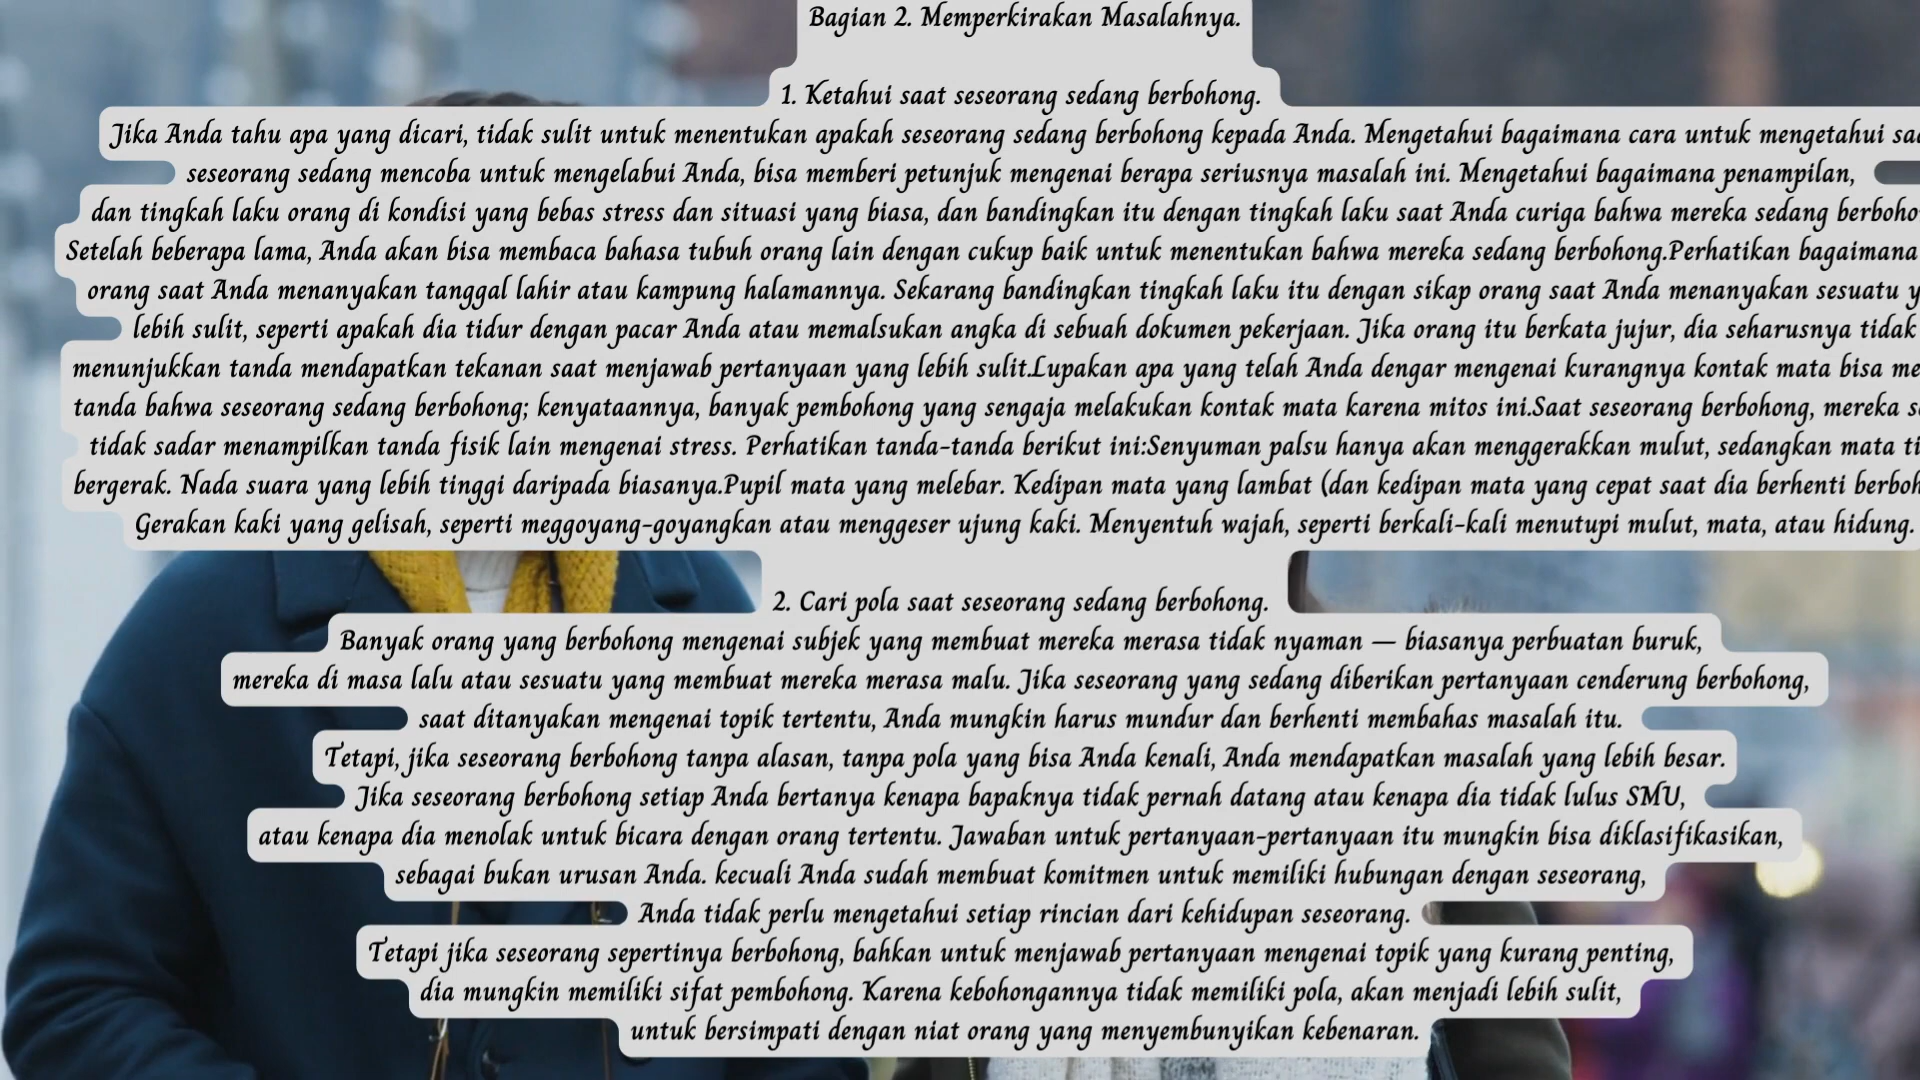 Bagian 2. Memperkirakan Masalahnya.
1. Ketahui saat seseorang sedang berbohong.
Jika Anda tahu apa yang dicari, tidak sulit untuk menentukan apakah seseorang sedang berbohong kepada Anda. Mengetahui bagaimana cara untuk mengetahui
seseorang sedang mencoba untuk mengelabui Anda, bisa memberi petunjuk mengenai berapa seriusnya masalah ini. Mengetahui bagaimana penampilan,
dan tingkah laku orang di kondisi yang bebas stress dan situasi yang biasa, dan bandingkan itu dengan tingkah laku saat Anda curiga bahwa mereka sedang
Setelah beberapa lama, Anda akan bisa membaca bahasa tubuh orang lain dengan cukup baik untuk menentukan bahwa mereka sedang berbohong.Perhatikan bagaimana
orang saat Anda menanyakan tanggal lahir atau kampung halamannya. Sekarang bandingkan tingkah laku itu dengan sikap orang saat Anda menanyakan sesuatu
lebih sulit, seperti apakah dia tidur dengan pacar Anda atau memalsukan angka di sebuah dokumen pekerjaan. Jika orang itu berkata jujur, dia seharusnya tidak
menunjukkan tanda mendapatkan tekanan saat menjawab pertanyaan yang lebih sulit.Lupakan apa yang telah Anda dengar mengenai kurangnya kontak mata bisa
tanda bahwa seseorang sedang berbohong; kenyataannya, banyak pembohong yang sengaja melakukan kontak mata karena mitos ini.Saat seseorang berbohong, mereka
tidak sadar menampilkan tanda fisik lain mengenai stress. Perhatikan tanda-tanda berikut ini:Senyuman palsu hanya akan menggerakkan mulut, sedangkan mata
bergerak. Nada suara yang lebih tinggi daripada biasanya.Pupil mata yang melebar. Kedipan mata yang lambat (dan kedipan mata yang cepat saat dia berhenti
Gerakan kaki yang gelisah, seperti meggoyang-goyangkan atau menggeser ujung kaki. Menyentuh wajah, seperti berkali-kali menutupi mulut, mata, atau hidung.
2. Cari pola saat seseorang sedang berbohong.
Banyak orang yang berbohong mengenai subjek yang membuat mereka merasa tidak nyaman — biasanya perbuatan buruk,
mereka di masa lalu atau sesuatu yang membuat mereka merasa malu. Jika seseorang yang sedang diberikan pertanyaan cenderung berbohong,
saat ditanyakan mengenai topik tertentu, Anda mungkin harus mundur dan berhenti membahas masalah itu.
Tetapi, jika seseorang berbohong tanpa alasan, tanpa pola yang bisa Anda kenali, Anda mendapatkan masalah yang lebih besar.
Jika seseorang berbohong setiap Anda bertanya kenapa bapaknya tidak pernah datang atau kenapa dia tidak lulus SMU,
atau kenapa dia menolak untuk bicara dengan orang tertentu. Jawaban untuk pertanyaan-pertanyaan itu mungkin bisa diklasifikasikan,
sebagai bukan urusan Anda. kecuali Anda sudah membuat komitmen untuk memiliki hubungan dengan seseorang,
Anda tidak perlu mengetahui setiap rincian dari kehidupan seseorang.
Tetapi jika seseorang sepertinya berbohong, bahkan untuk menjawab pertanyaan mengenai topik yang kurang penting,
dia mungkin memiliki sifat pembohong. Karena kebohongannya tidak memiliki pola, akan menjadi lebih sulit,
untuk bersimpati dengan niat orang yang menyembunyikan kebenaran.